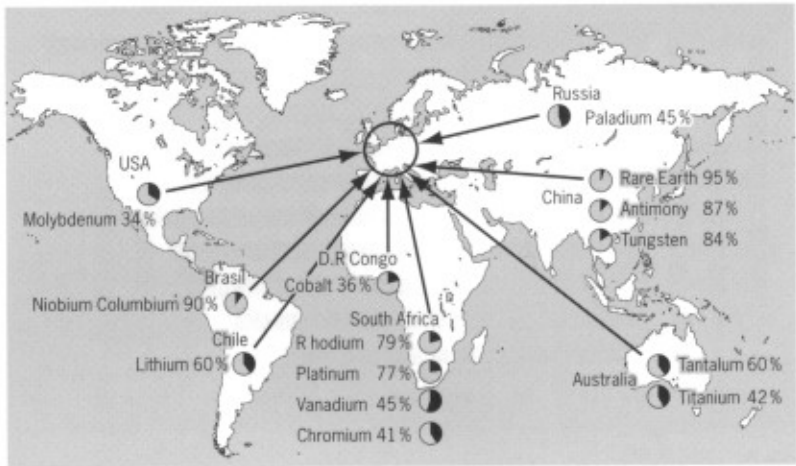 Russia
Paladium 45%
USA
Molybdenum 34%
China
Rare Earth 95%
Antimony 87%
Tungsten 84%
D.R Congo
Cobalt 36%
Brasil
Niobium Columbium 90%
Chile
Lithium 60%
South Africa
R hodium 79%
Platinum 77%
Vanadium 45%
Chromium 41%
Australia
Tantalum 60%
Titanium 42%